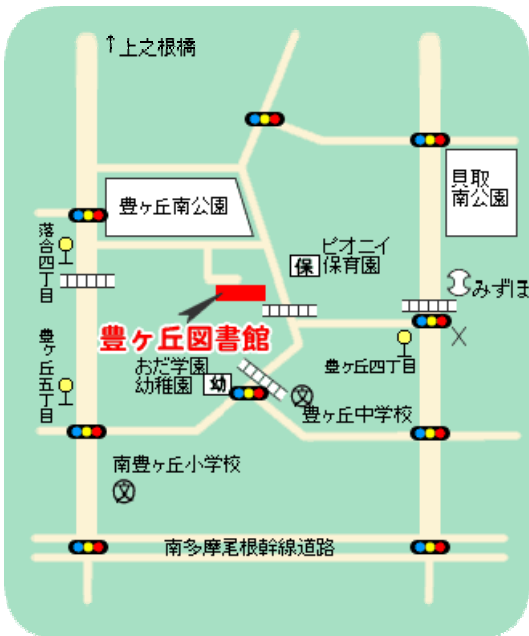 ↑上之根橋
豊ヶ丘南公園
貝取
南公園
落合四丁目
ピオニイ
保
保育園
みずほ
豊ヶ丘図書館
おだ学園
幼稚園
幼
豊ヶ丘四丁目
豊ヶ丘五丁目
文
豊ヶ丘中学校
南豊ヶ丘小学校
文
南多摩尾根幹線道路